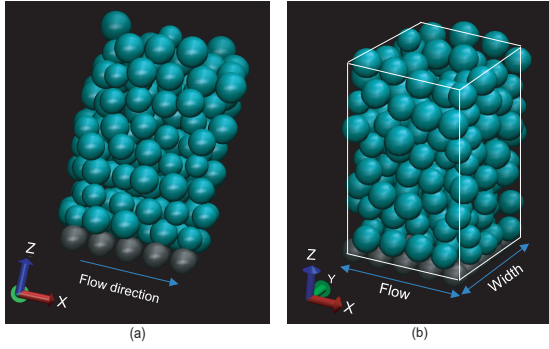 Z
X
Flow direction
(a)
Z
Y
X
Flow
Width
(b)